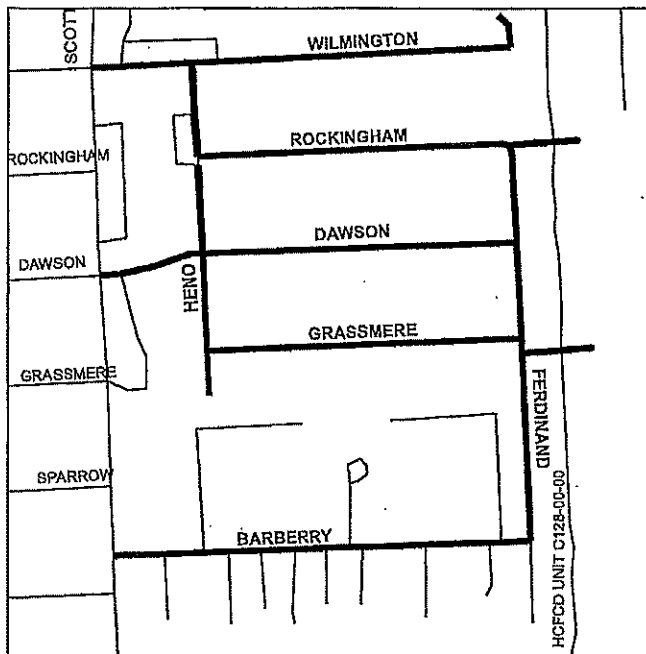 SCOTT
WILMINGTON
ROCKINGHAM
ROCKINGHAM
DAWSON
DAWSON
HENO
GRASSMERE
GRASSMERE
FERDINAND
SPARROW
BARBERRY
HCFCD UNIT C128-00-00